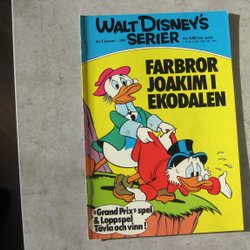 WALT DISNEY'S
SERIER
FARBROR
JOAKIM I
EKODALEN
«Grand Prix» spel
& Loppspel
Tävla och vinn!